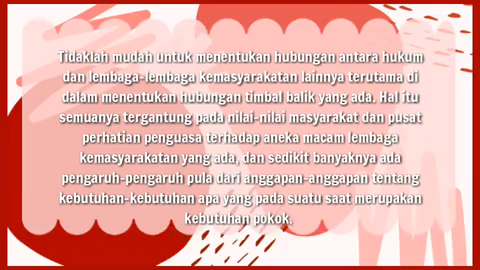 Tidaklah mudah untuk menentukan hubungan antara hukum
dan lembaga-lembaga kemasyarakatan lainnya terutama di
dalam menentukan hubungan timbal balik yang ada. Hal itu
semuanya tergantung pada nilai-nilai masyarakat dan pusat
perhatian penguasa terhadap aneka macam lembaga
kemasyarakatan yang ada, dan sedikit banyaknya ada
pengaruh-pengaruh pula dari anggapan-anggapan tentang
kebutuhan-kebutuhan apa yang pada suatu saat merupakan
kebutuhan pokok.